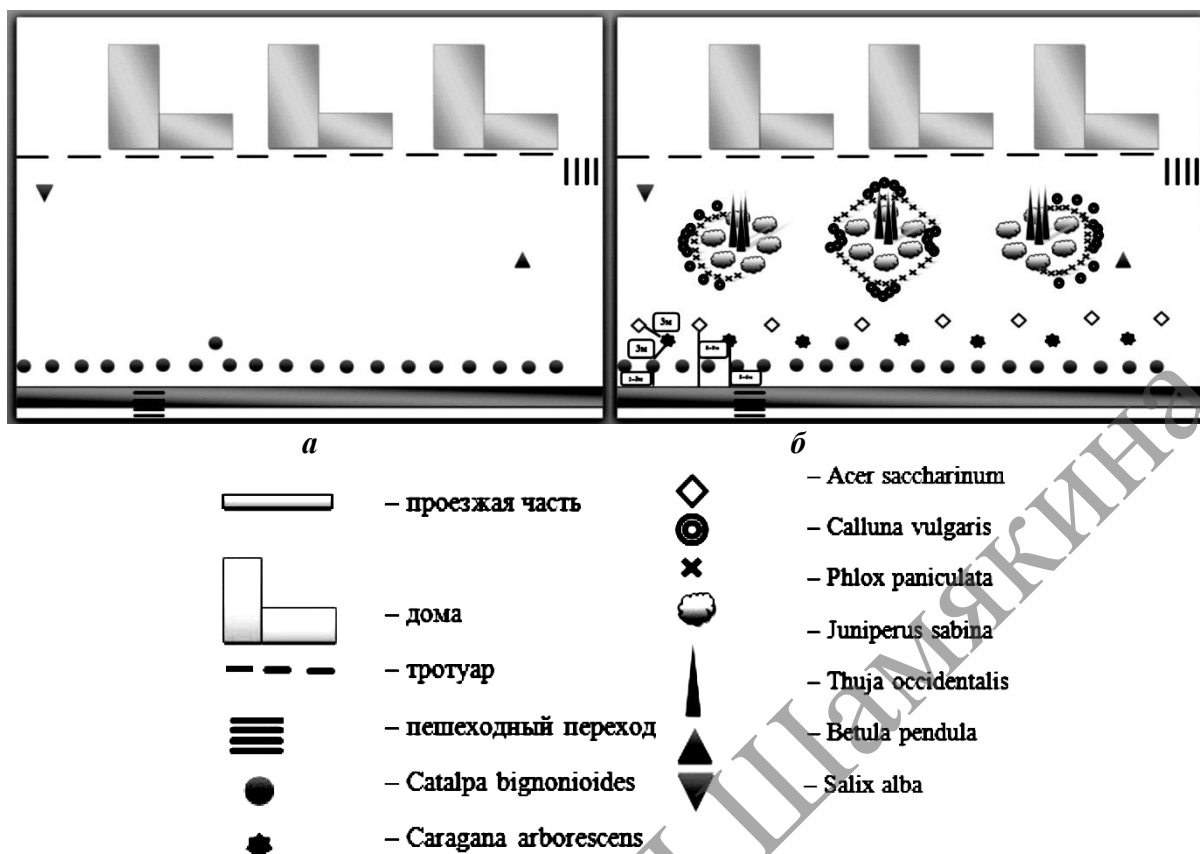 3м
3м
а
б
– проезжая часть
– дома
– тротуар
– пешеходный переход
– Catalpa bignonioides
– Caragana arborescens
– Acer saccharinum
– Calluna vulgaris
– Phlox paniculata
– Juniperus sabina
– Thuja occidentalis
– Betula pendula
– Salix alba
Шамякина